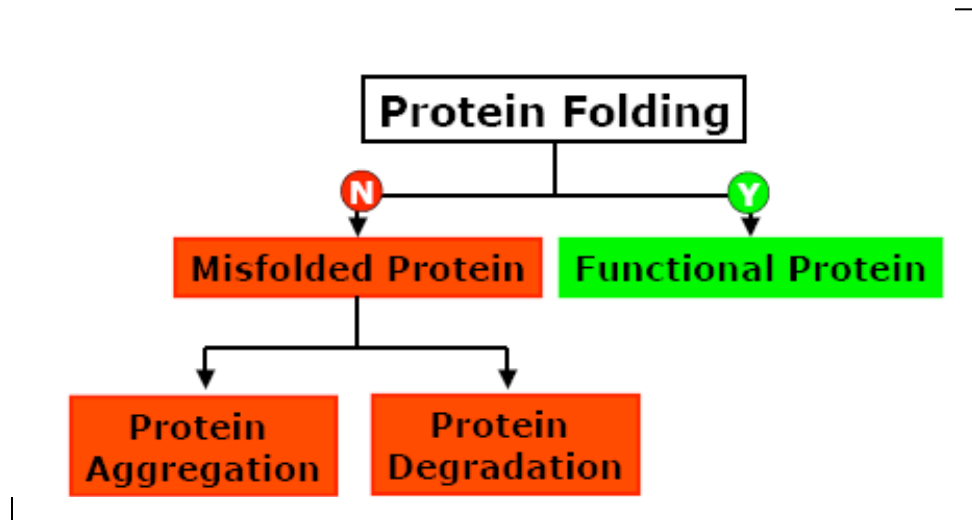 Protein Folding
N
Y
Misfolded Protein
Functional Protein
Protein
Aggregation
Protein
Degradation